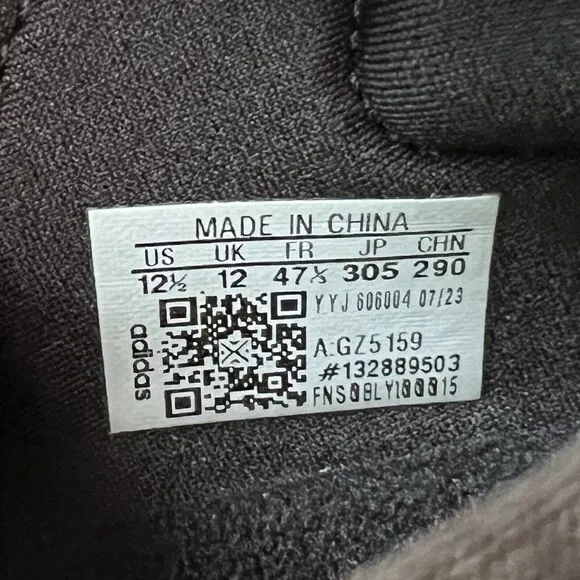 MADE IN CHINA
US UK FR JP CHN
12½ 12 47⅓ 305 290
YYJ 606004 07/23
A:GZ5159
#132889503
adidas